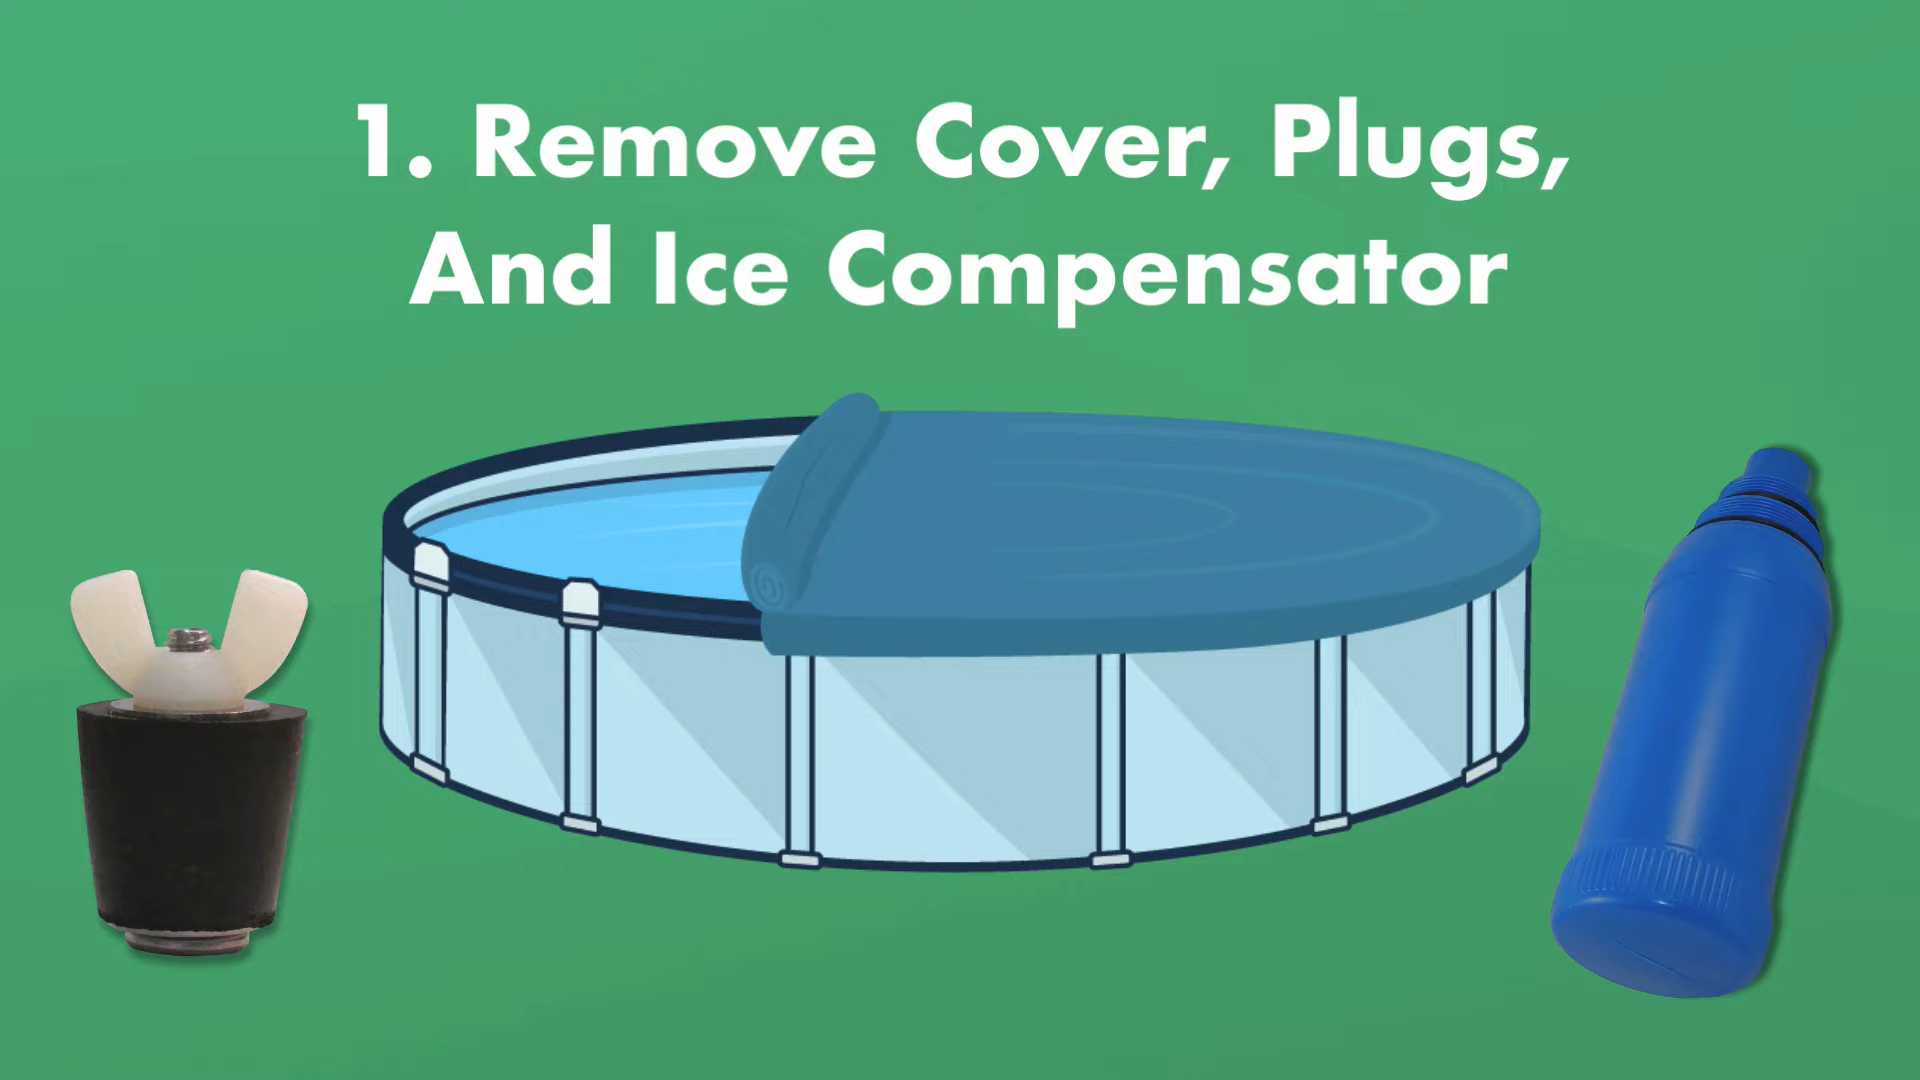 1. Remove Cover, Plugs,
And Ice Compensator